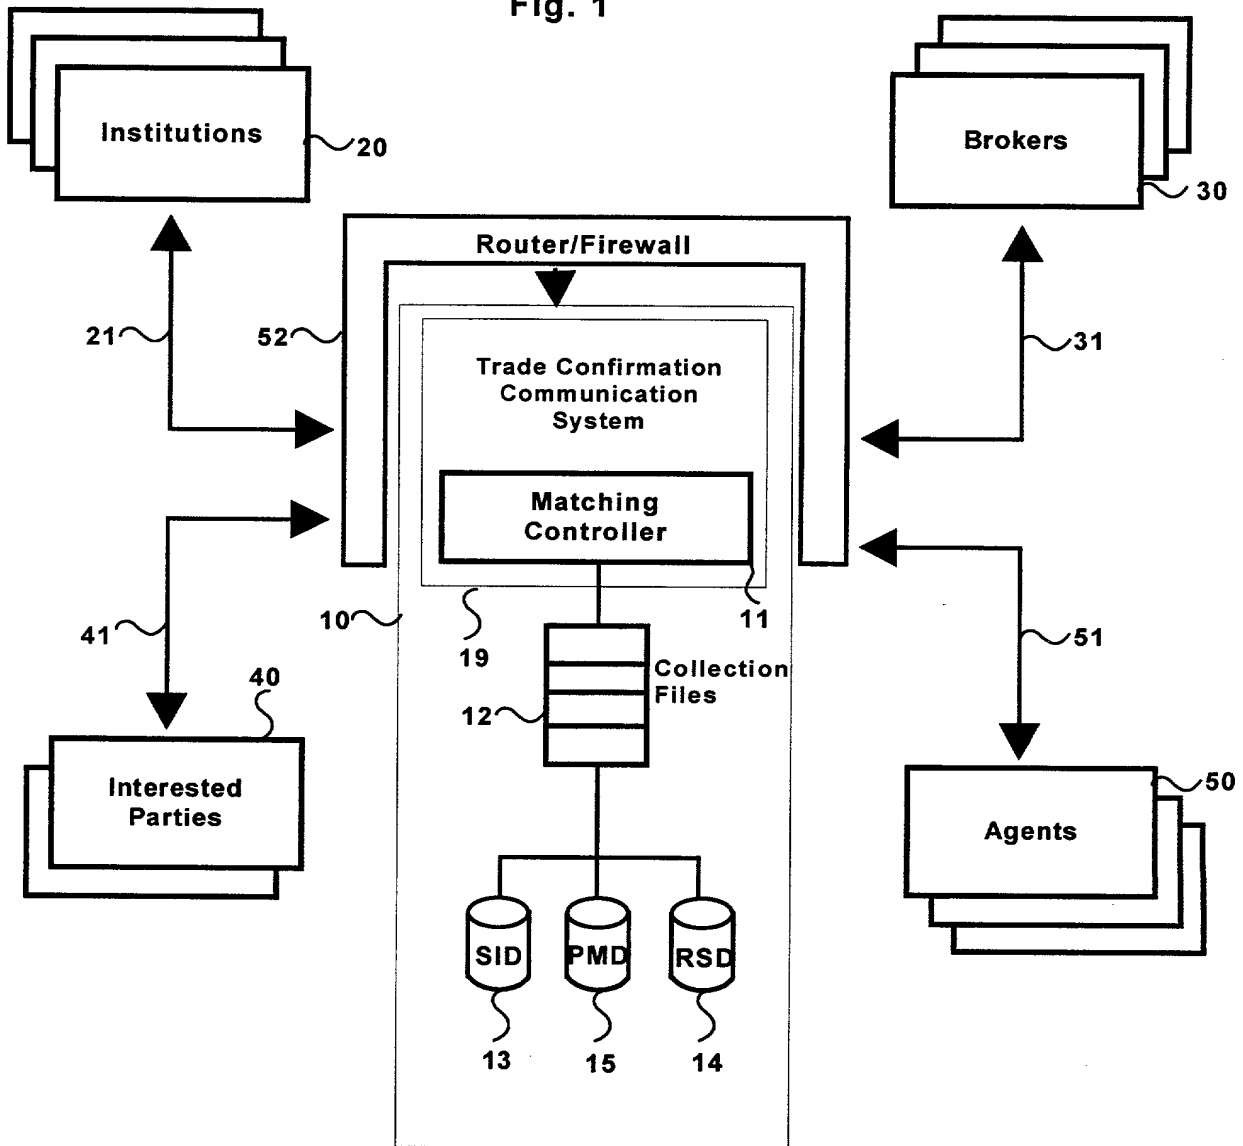 Fig. 1
Institutions
20
Brokers
30
Router/Firewall
21
52
31
Trade Confirmation
Communication
System
Matching
Controller
10
19
11
41
51
40
Collection
Files
12
Interested
Parties
50
Agents
SID
PMD
RSD
13
15
14